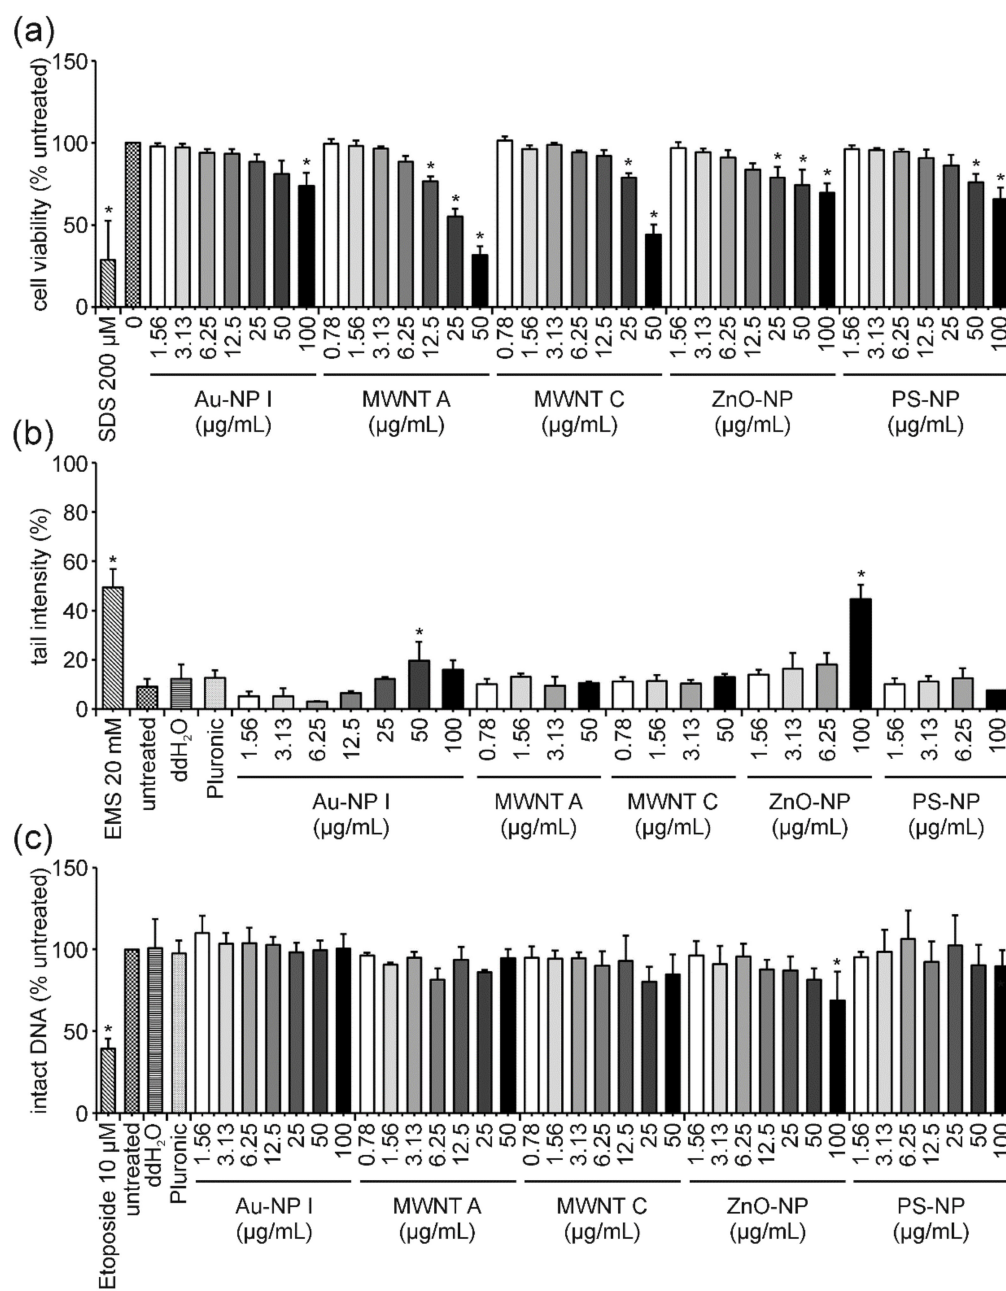 (a)
cell viability (% untreated)
150
100
50
0
* * * * * * * * * * * *
SDS 200 µM 0 1.56 3.13 6.25 12.5 25 50 100 0.78 1.56 3.13 6.25 12.5 25 50 0.78 1.56 3.13 6.25 12.5 25 50 1.56 3.13 6.25 12.5 25 50 100 1.56 3.13 6.25 12.5 25 50 100
Au-NP I MWNT A MWNT C ZnO-NP PS-NP
(µg/mL) (µg/mL) (µg/mL) (µg/mL) (µg/mL)
(b)
tail intensity (%)
100
80
60
40
20
0
* * *
EMS 20 mM untreated ddH₂O Pluronic 1.56 3.13 6.25 12.5 25 50 100 0.78 1.56 3.13 50 0.78 1.56 3.13 50 1.56 3.13 6.25 100 1.56 3.13 6.25 100
Au-NP I MWNT A MWNT C ZnO-NP PS-NP
(µg/mL) (µg/mL) (µg/mL) (µg/mL) (µg/mL)
(c)
intact DNA (% untreated)
150
100
50
0
* *
Etoposide 10 µM untreated ddH₂O Pluronic 1.56 3.13 6.25 12.5 25 50 100 0.78 1.56 3.13 6.25 12.5 25 50 0.78 1.56 3.13 6.25 12.5 25 50 1.56 3.13 6.25 12.5 25 50 100 1.56 3.13 6.25 12.5 25 50 100
Au-NP I MWNT A MWNT C ZnO-NP PS-NP
(µg/mL) (µg/mL) (µg/mL) (µg/mL) (µg/mL)